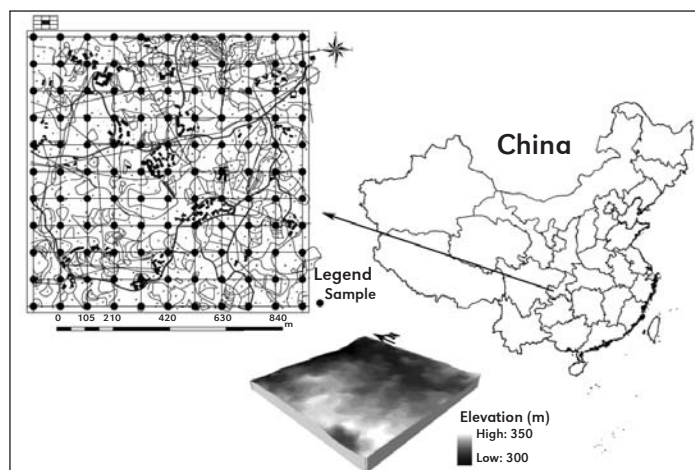 China
Legend
Sample
0 105 210 420 630 840
m
Elevation (m)
High: 350
Low: 300